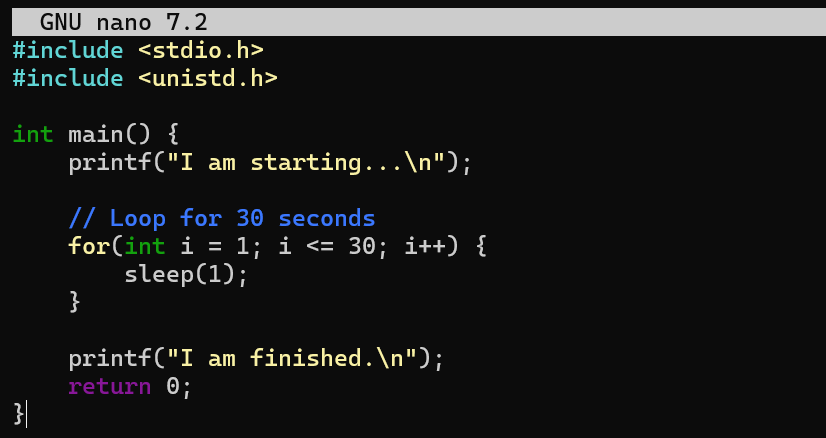 GNU nano 7.2
#include <stdio.h>
#include <unistd.h>
int main() {
    printf("I am starting...\n");
    // Loop for 30 seconds
    for(int i = 1; i <= 30; i++) {
        sleep(1);
    }
    printf("I am finished.\n");
    return 0;
}